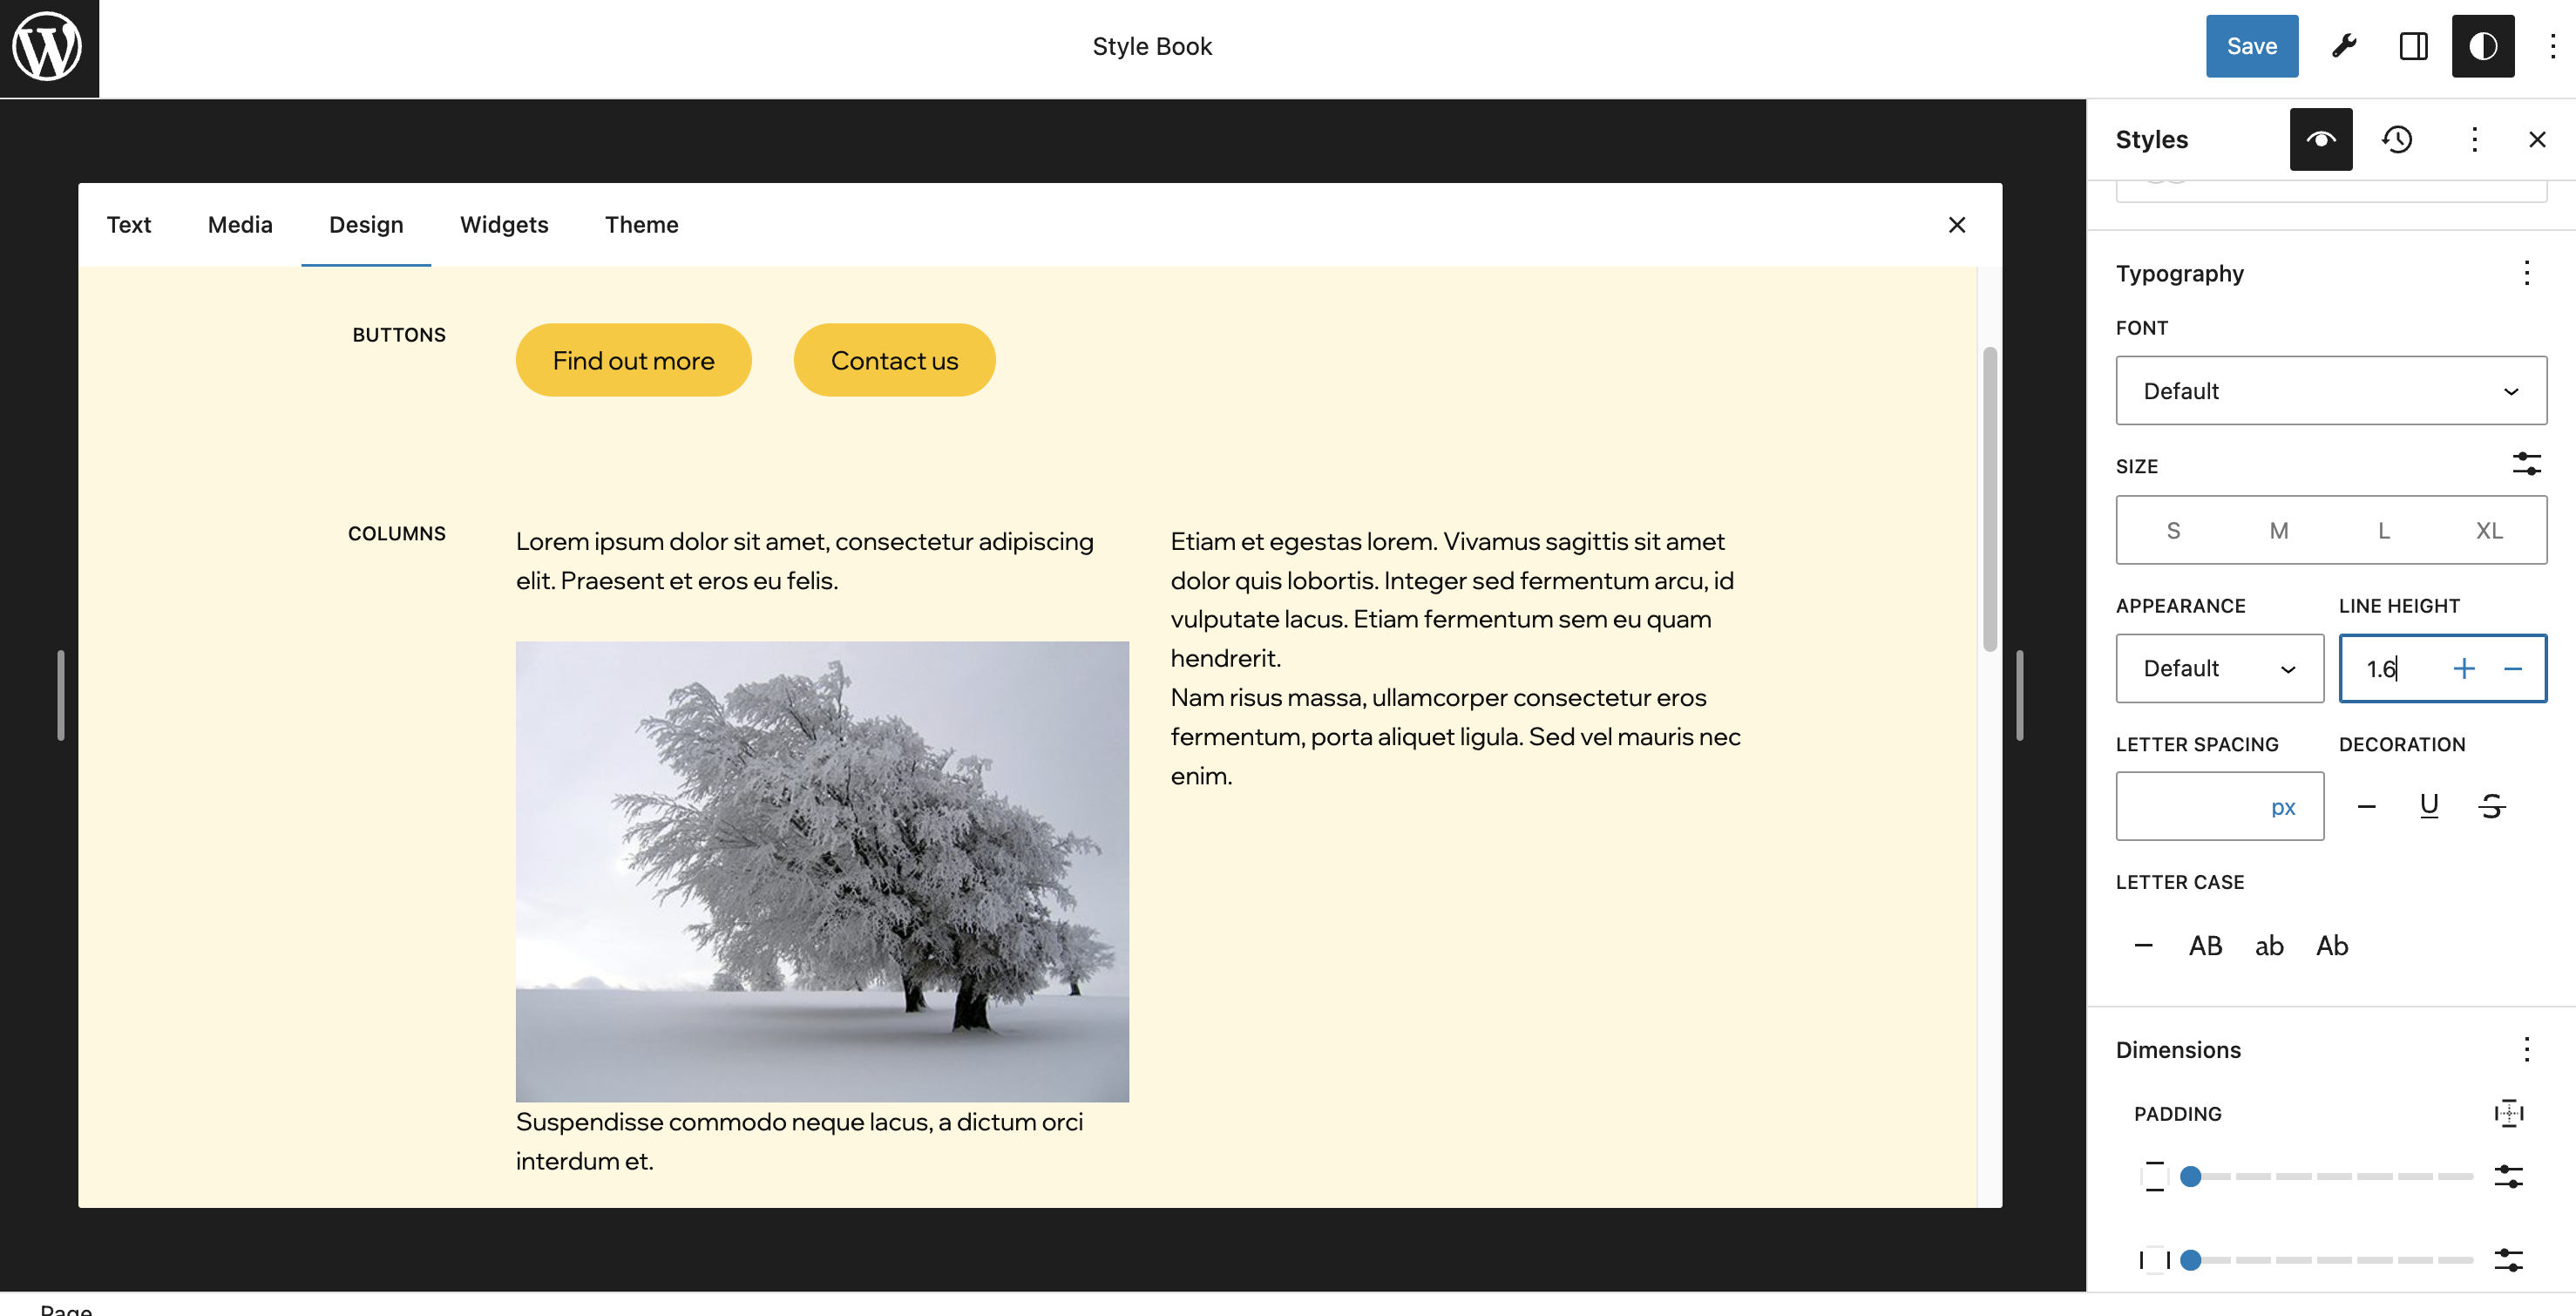 Style Book
Save
Styles
Text Media Design Widgets Theme
BUTTONS
Find out more
Contact us
COLUMNS
Lorem ipsum dolor sit amet, consectetur adipiscing
elit. Praesent et eros eu felis.
Suspendisse commodo neque lacus, a dictum orci
interdum et.
Etiam et egestas lorem. Vivamus sagittis sit amet
dolor quis lobortis. Integer sed fermentum arcu, id
vulputate lacus. Etiam fermentum sem eu quam
hendrerit.
Nam risus massa, ullamcorper consectetur eros
fermentum, porta aliquet ligula. Sed vel mauris nec
enim.
Typography
FONT
Default
SIZE
S M L XL
APPEARANCE LINE HEIGHT
Default 1.6
LETTER SPACING DECORATION
px U S
LETTER CASE
AB ab Ab
Dimensions
PADDING
Page